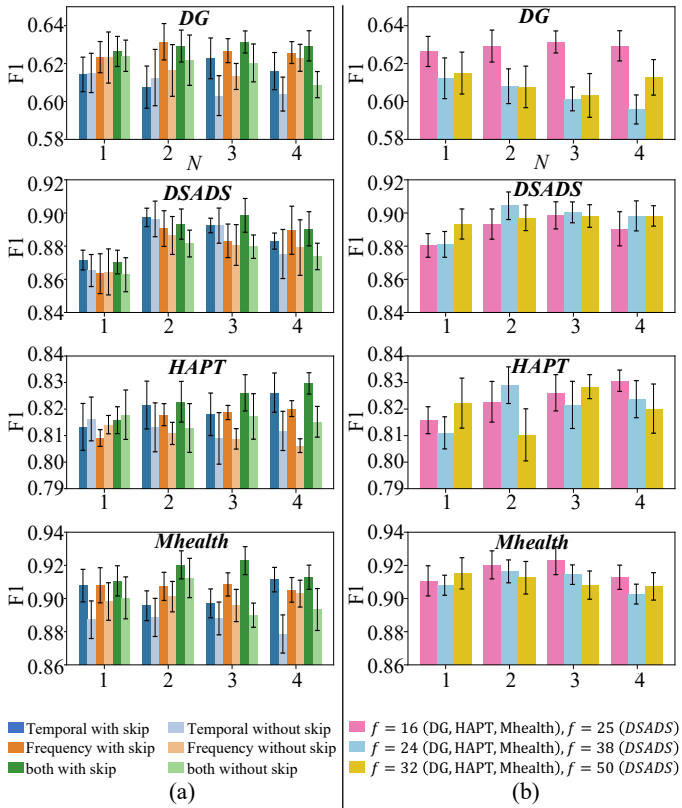 DG
F1
0.64
0.62
0.60
0.58
1 2 3 4
N
DSADS
F1
0.92
0.90
0.88
0.86
0.84
1 2 3 4
HAPT
F1
0.84
0.83
0.82
0.81
0.80
0.79
1 2 3 4
Mhealth
F1
0.94
0.92
0.90
0.88
0.86
1 2 3 4
Temporal with skip Temporal without skip
Frequency with skip Frequency without skip
both with skip both without skip
(a)
DG
F1
0.64
0.62
0.60
0.58
1 2 3 4
N
DSADS
F1
0.92
0.90
0.88
0.86
0.84
1 2 3 4
HAPT
F1
0.84
0.83
0.82
0.81
0.80
0.79
1 2 3 4
Mhealth
F1
0.94
0.92
0.90
0.88
0.86
1 2 3 4
f = 16 (DG, HAPT, Mhealth), f = 25 (DSADS)
f = 24 (DG, HAPT, Mhealth), f = 38 (DSADS)
f = 32 (DG, HAPT, Mhealth), f = 50 (DSADS)
(b)